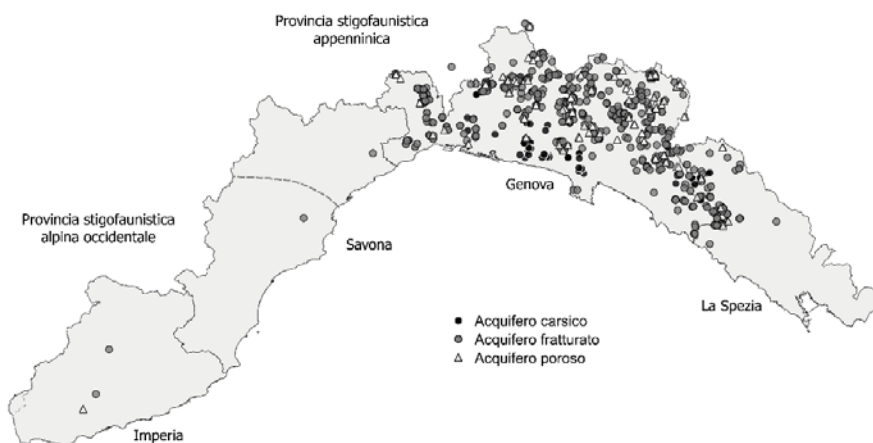 Provincia stigofaunistica
appenninica
Genova
Provincia stigofaunistica
alpina occidentale
Savona
La Spezia
Acquifero carsico
Acquifero fratturato
Acquifero poroso
Imperia